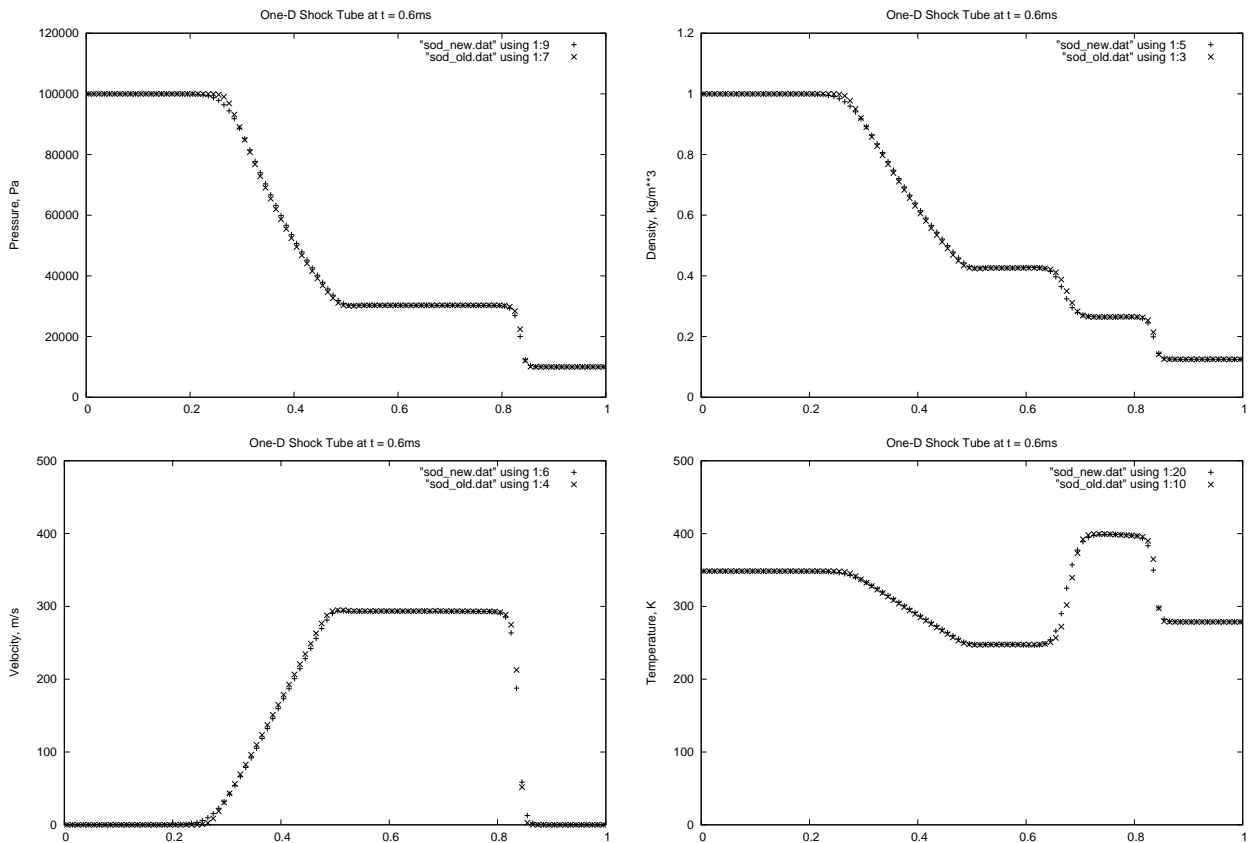 One-D Shock Tube at t = 0.6ms
120000
"sod_new.dat" using 1:9
"sod_old.dat" using 1:7
100000
80000
Pressure, Pa
60000
40000
20000
0
0 0.2 0.4 0.6 0.8 1
One-D Shock Tube at t = 0.6ms
1.2
"sod_new.dat" using 1:5
"sod_old.dat" using 1:3
1
0.8
Density, kg/m**3
0.6
0.4
0.2
0
0 0.2 0.4 0.6 0.8 1
One-D Shock Tube at t = 0.6ms
500
"sod_new.dat" using 1:6
"sod_old.dat" using 1:4
400
300
Velocity, m/s
200
100
0
0 0.2 0.4 0.6 0.8 1
One-D Shock Tube at t = 0.6ms
500
"sod_new.dat" using 1:20
"sod_old.dat" using 1:10
400
300
Temperature, K
200
100
0
0 0.2 0.4 0.6 0.8 1